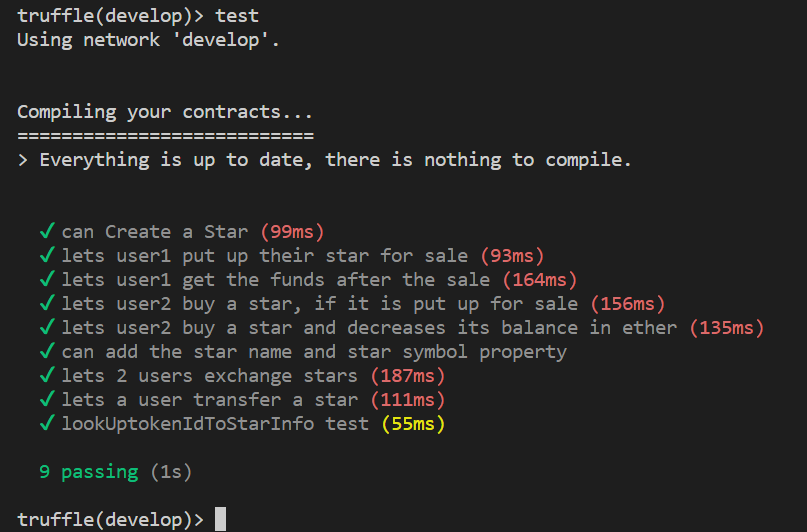 truffle(develop)> test
Using network 'develop'.
Compiling your contracts...
===========================
> Everything is up to date, there is nothing to compile.
✓ can Create a Star (99ms)
✓ lets user1 put up their star for sale (93ms)
✓ lets user1 get the funds after the sale (164ms)
✓ lets user2 buy a star, if it is put up for sale (156ms)
✓ lets user2 buy a star and decreases its balance in ether (135ms)
✓ can add the star name and star symbol property
✓ lets 2 users exchange stars (187ms)
✓ lets a user transfer a star (111ms)
✓ lookUptokenIdToStarInfo test (55ms)
9 passing (1s)
truffle(develop)>